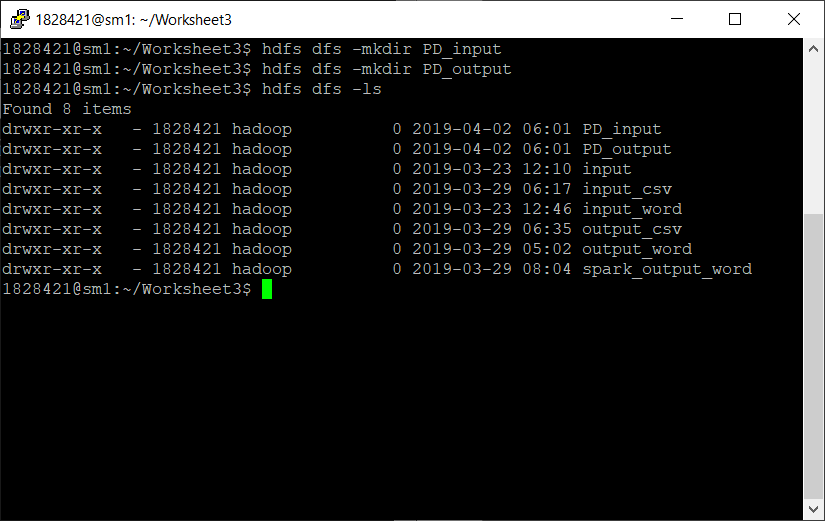 1828421@sm1: ~/Worksheet3
1828421@sm1:~/Worksheet3$ hdfs dfs -mkdir PD_input
1828421@sm1:~/Worksheet3$ hdfs dfs -mkdir PD_output
1828421@sm1:~/Worksheet3$ hdfs dfs -ls
Found 8 items
drwxr-xr-x   - 1828421 hadoop          0 2019-04-02 06:01 PD_input
drwxr-xr-x   - 1828421 hadoop          0 2019-04-02 06:01 PD_output
drwxr-xr-x   - 1828421 hadoop          0 2019-03-23 12:10 input
drwxr-xr-x   - 1828421 hadoop          0 2019-03-29 06:17 input_csv
drwxr-xr-x   - 1828421 hadoop          0 2019-03-23 12:46 input_word
drwxr-xr-x   - 1828421 hadoop          0 2019-03-29 06:35 output_csv
drwxr-xr-x   - 1828421 hadoop          0 2019-03-29 05:02 output_word
drwxr-xr-x   - 1828421 hadoop          0 2019-03-29 08:04 spark_output_word
1828421@sm1:~/Worksheet3$